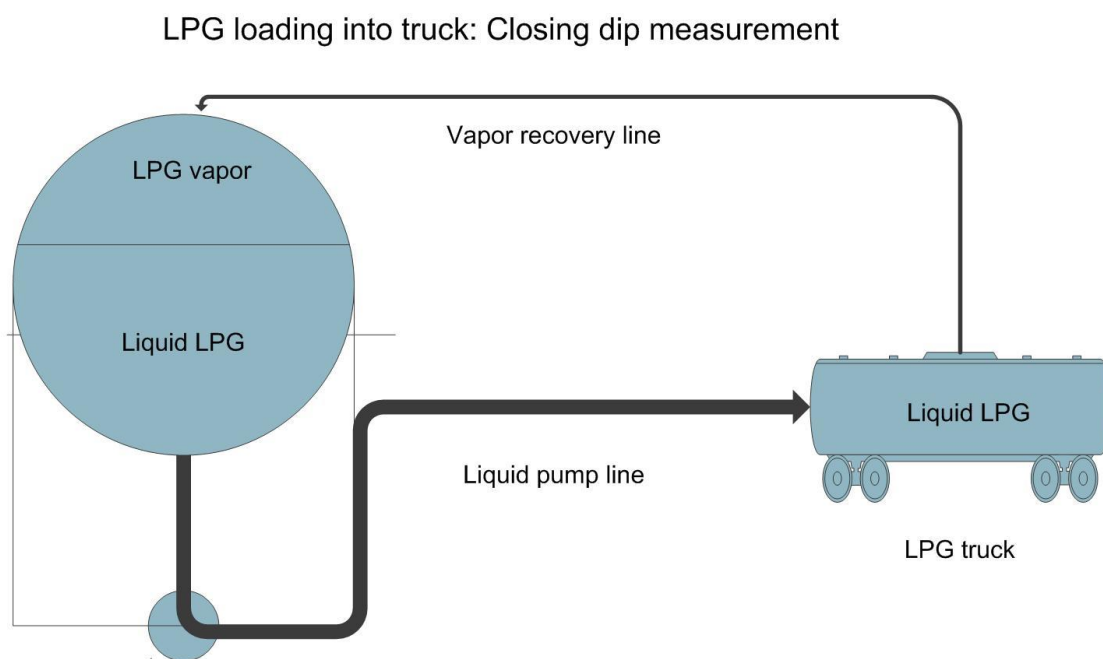 LPG loading into truck: Closing dip measurement
Vapor recovery line
LPG vapor
Liquid LPG
Liquid LPG
Liquid pump line
LPG truck